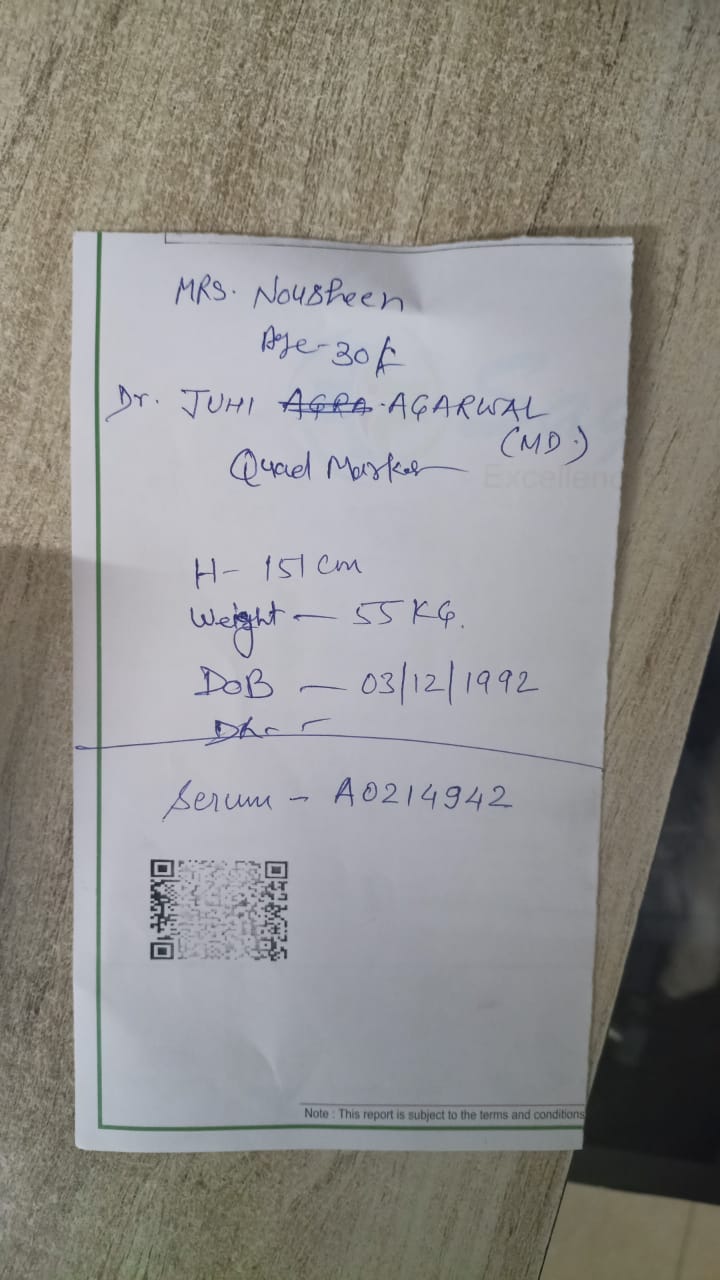 MRS. Nousheen
Age - 30 F
Dr. JUHI AGRA AGARWAL
(MD.)
Quad Marker
Excellenc
H - 151 cm
Weight - 55 KG.
DOB - 03/12/1992
Serum - A0214942
Note : This report is subject to the terms and conditions